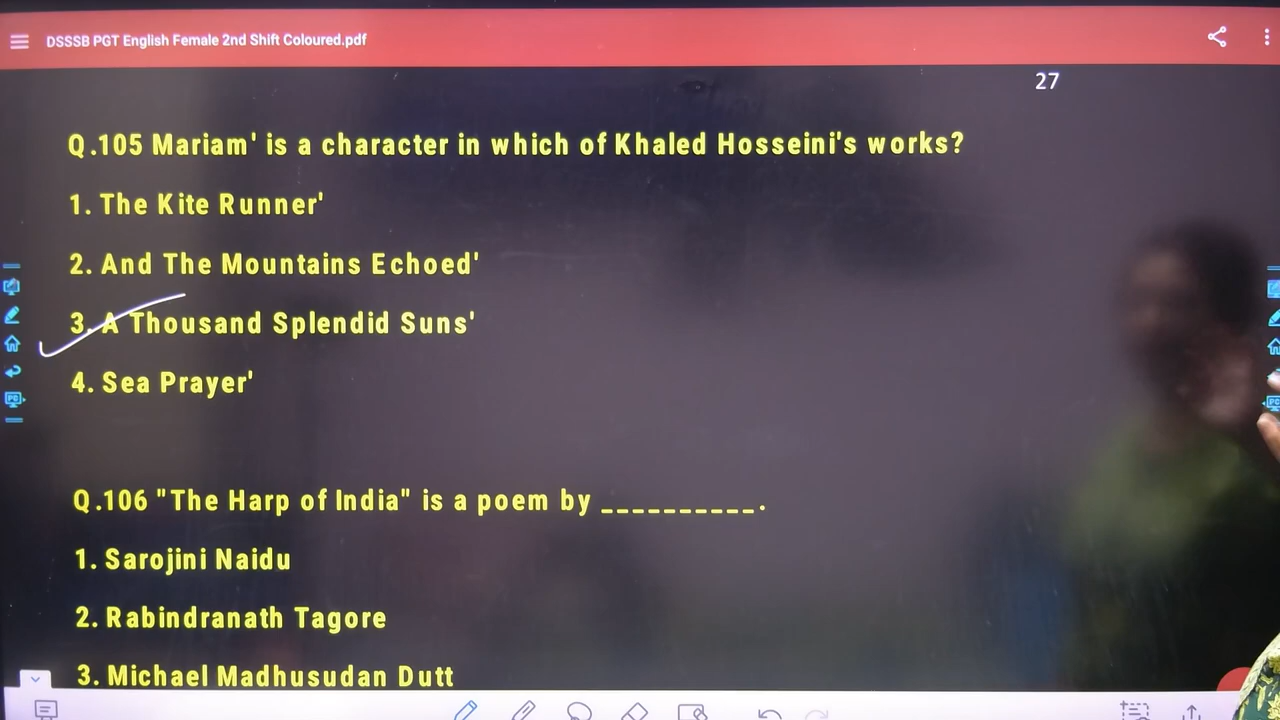 DSSSB PGT English Female 2nd Shift Coloured.pdf
27
Q.105 Mariam' is a character in which of Khaled Hosseini's works?
1. The Kite Runner'
2. And The Mountains Echoed'
3. A Thousand Splendid Suns'
4. Sea Prayer'
Q.106 "The Harp of India" is a poem by __________.
1. Sarojini Naidu
2. Rabindranath Tagore
3. Michael Madhusudan Dutt